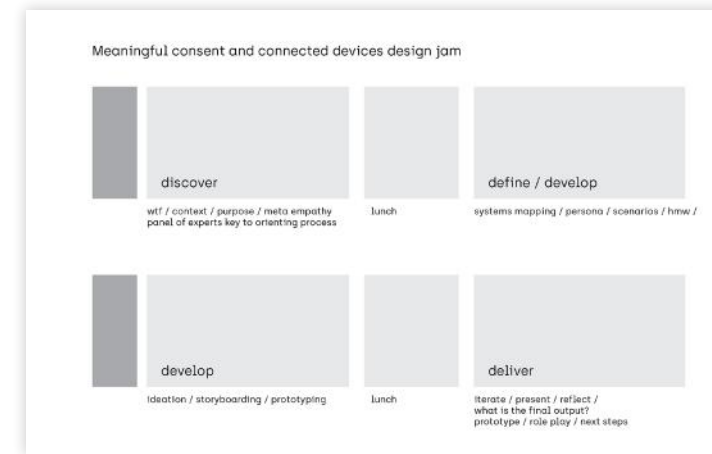 Meaningful consent and connected devices design jam
discover
define / develop
wtf / context / purpose / meta empathy
panel of experts key to orienting process
lunch
systems mapping / persona / scenarios / hmw /
develop
deliver
ideation / storyboarding / prototyping
lunch
iterate / present / reflect /
what is the final output?
prototype / role play / next steps